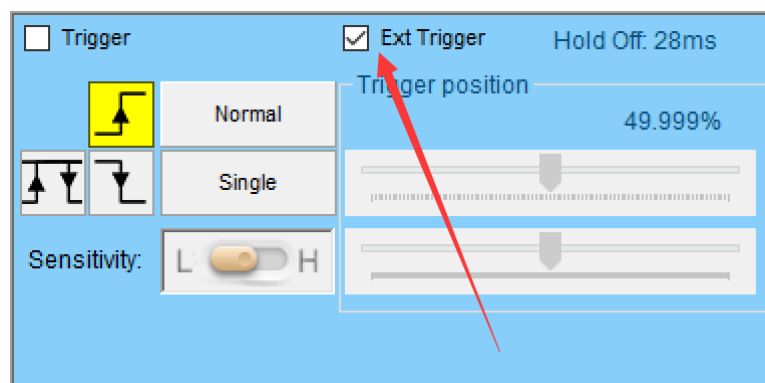 Trigger
Ext Trigger
Hold Off: 28ms
Trigger position
Normal
49.999%
Single
Sensitivity:
L H